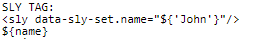 SLY TAG:
<sly data-sly-set.name="${'John'}"/>
${name}